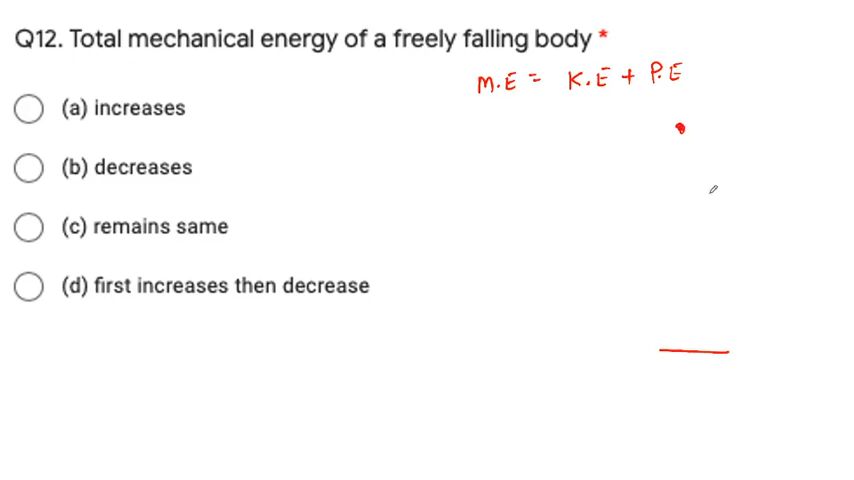 Q12. Total mechanical energy of a freely falling body *
M.E = K.E + P.E
(a) increases
(b) decreases
(c) remains same
(d) first increases then decrease